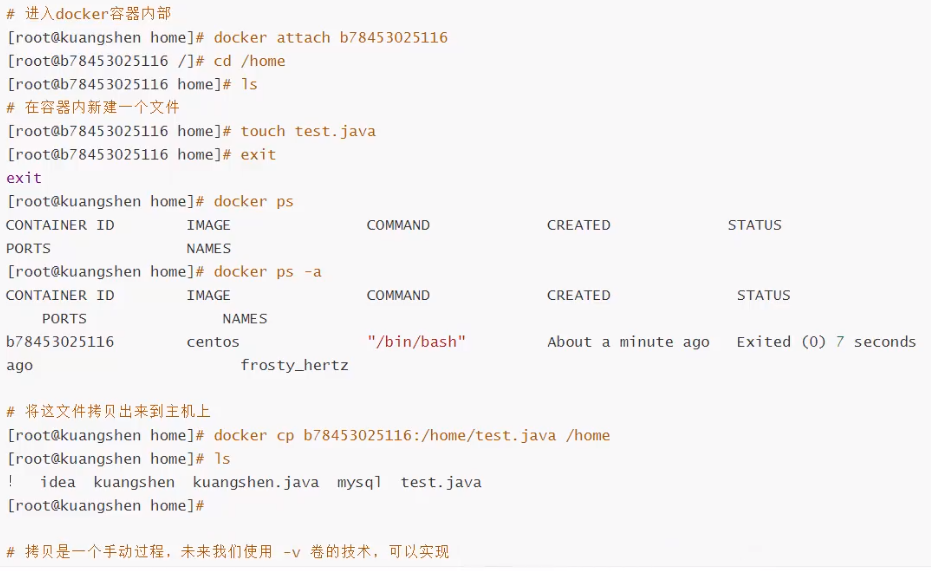 # 进入docker容器内部
[root@kuangshen home]# docker attach b78453025116
[root@b78453025116 /]# cd /home
[root@b78453025116 home]# ls
# 在容器内新建一个文件
[root@b78453025116 home]# touch test.java
[root@b78453025116 home]# exit
exit
[root@kuangshen home]# docker ps
CONTAINER ID        IMAGE               COMMAND             CREATED             STATUS
PORTS               NAMES
[root@kuangshen home]# docker ps -a
CONTAINER ID        IMAGE               COMMAND             CREATED              STATUS
    PORTS               NAMES
b78453025116        centos              "/bin/bash"         About a minute ago   Exited (0) 7 seconds
ago                       frosty_hertz
# 将这文件拷贝出来到主机上
[root@kuangshen home]# docker cp b78453025116:/home/test.java /home
[root@kuangshen home]# ls
!   idea  kuangshen  kuangshen.java  mysql  test.java
[root@kuangshen home]#
# 拷贝是一个手动过程，未来我们使用 -v 卷的技术，可以实现